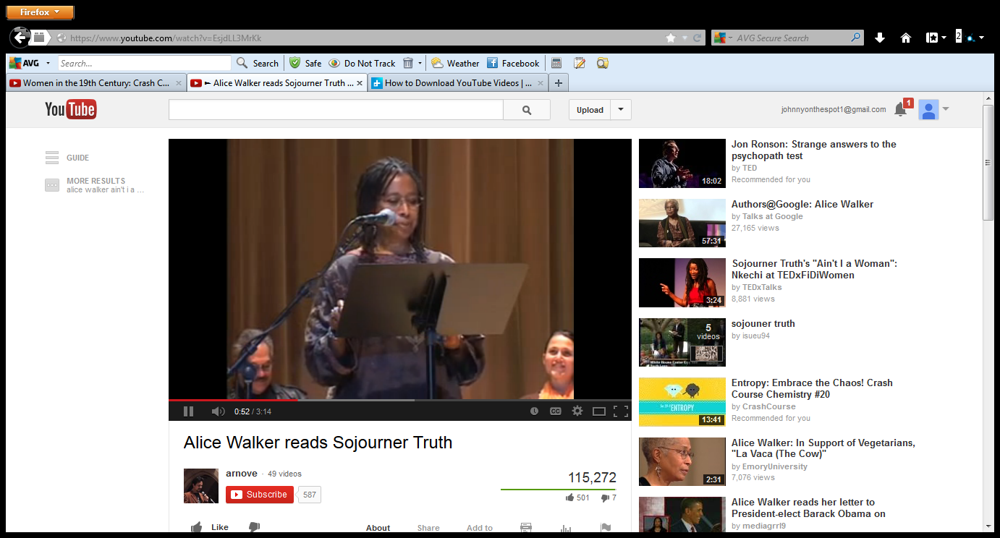 Firefox
https://www.youtube.com/watch?v=EsjdLL3MrKk
AVG Secure Search
2
AVG
Search...
Search
Safe
Do Not Track
Weather
Facebook
Women in the 19th Century: Crash C...
Alice Walker reads Sojourner Truth ...
How to Download YouTube Videos | ...
YouTube
Upload
johnnyonthespot1@gmail.com
1
GUIDE
MORE RESULTS
alice walker ain't i a ...
0:52 / 3:14
CC
Alice Walker reads Sojourner Truth
arnove · 49 videos
Subscribe 587
115,272
501 7
Like
About
Share
Add to
Jon Ronson: Strange answers to the
psychopath test
by TED
Recommended for you
18:02
Authors@Google: Alice Walker
by Talks at Google
27,165 views
57:31
Sojourner Truth's "Ain't I a Woman":
Nkechi at TEDxFiDiWomen
by TEDxTalks
8,881 views
3:24
sojouner truth
by isueu94
5
videos
Entropy: Embrace the Chaos! Crash
Course Chemistry #20
by CrashCourse
Recommended for you
ENTROPY
13:41
Alice Walker: In Support of Vegetarians,
"La Vaca (The Cow)"
by EmoryUniversity
7,076 views
2:31
Alice Walker reads her letter to
President-elect Barack Obama on
by mediagrrl9